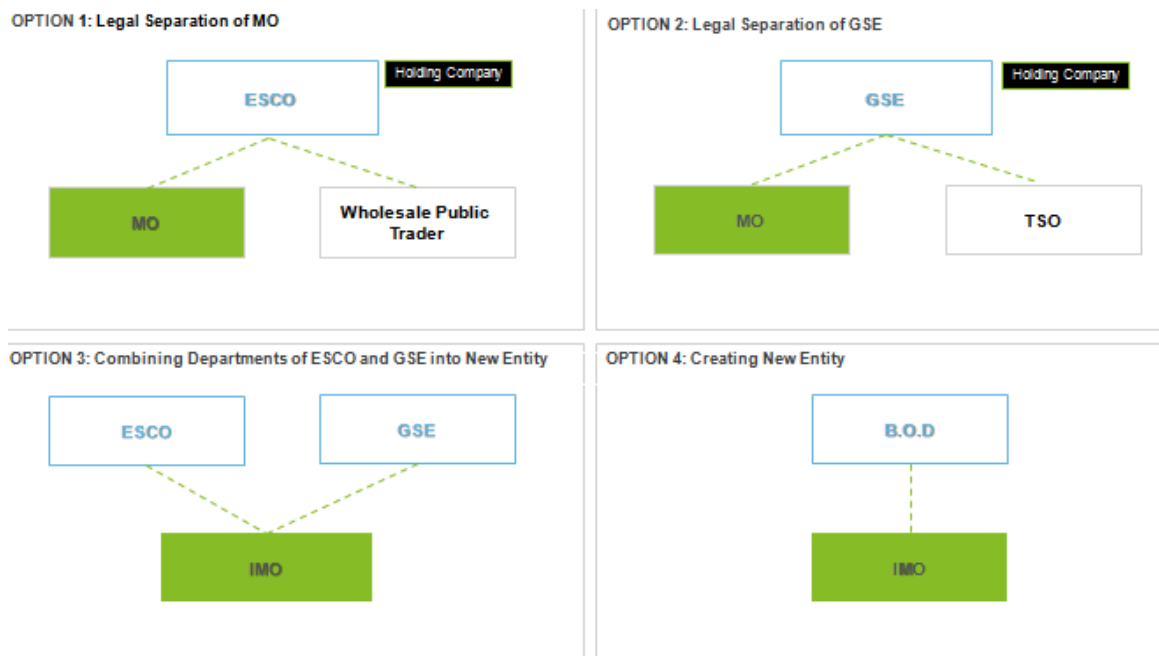 OPTION 1: Legal Separation of MO
Holding Company
ESCO
MO
Wholesale Public
Trader
OPTION 2: Legal Separation of GSE
Holding Company
GSE
MO
TSO
OPTION 3: Combining Departments of ESCO and GSE into New Entity
ESCO
GSE
IMO
OPTION 4: Creating New Entity
B.O.D
IMO